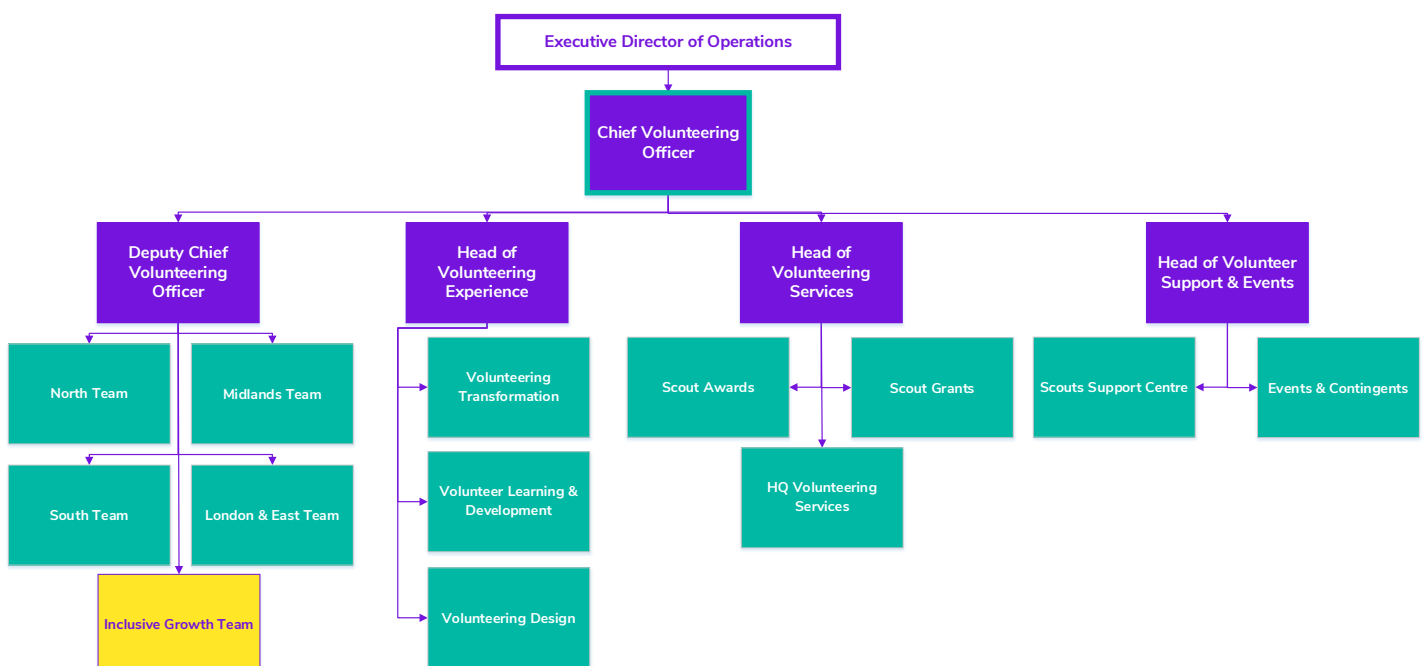 Executive Director of Operations
Chief Volunteering
Officer
Deputy Chief
Volunteering
Officer
Head of
Volunteering
Experience
Head of
Volunteering
Services
Head of Volunteer
Support & Events
North Team
Midlands Team
South Team
London & East Team
Inclusive Growth Team
Volunteering
Transformation
Volunteer Learning &
Development
Volunteering Design
Scout Awards
Scout Grants
HQ Volunteering
Services
Scouts Support Centre
Events & Contingents